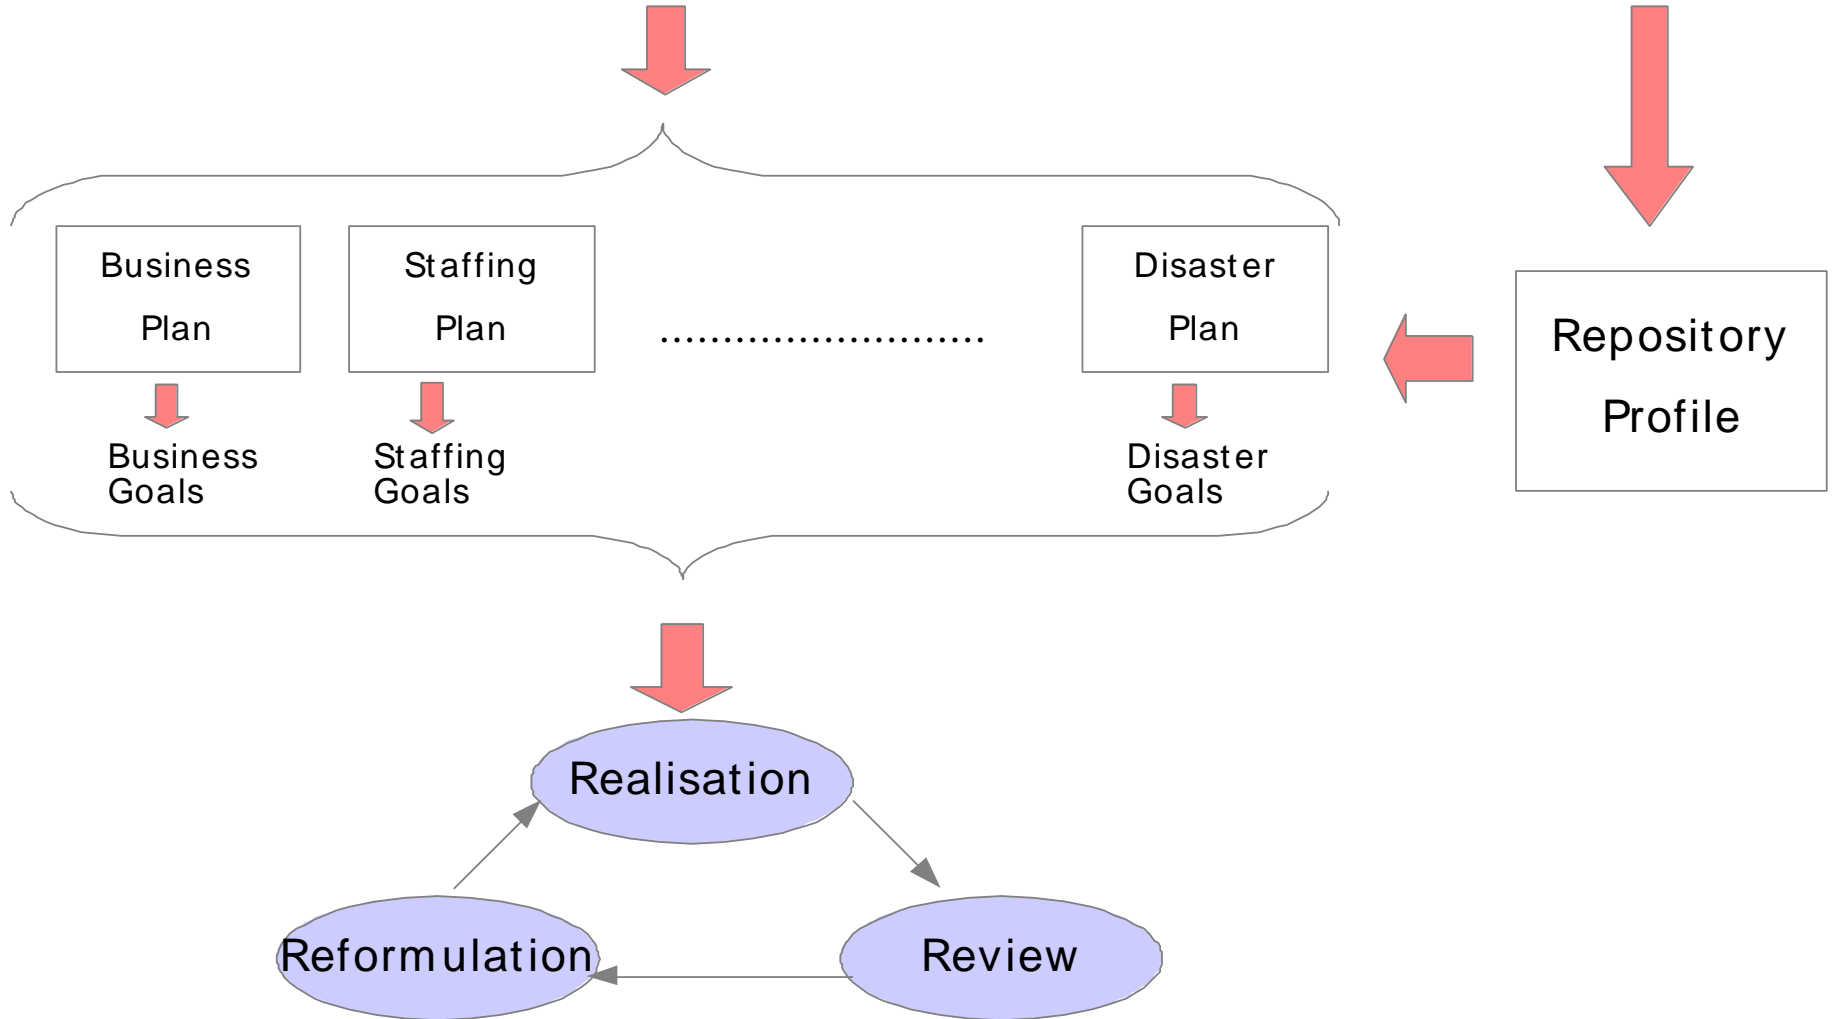 Business
Plan
Staffing
Plan
..........................
Disaster
Plan
Repository
Profile
Business
Goals
Staffing
Goals
Disaster
Goals
Realisation
Reformulation
Review